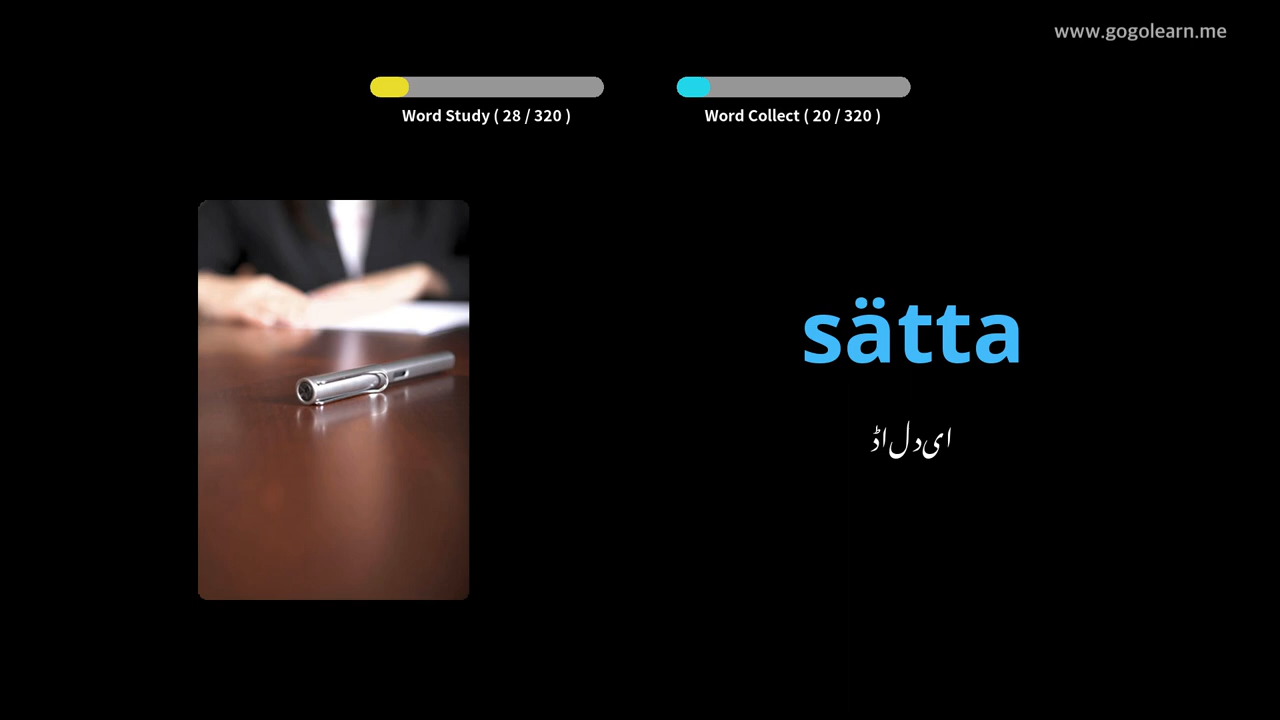 www.gogolearn.me
Word Study ( 28 / 320 )
Word Collect ( 20 / 320 )
sätta
ای‌دل‌اڈ